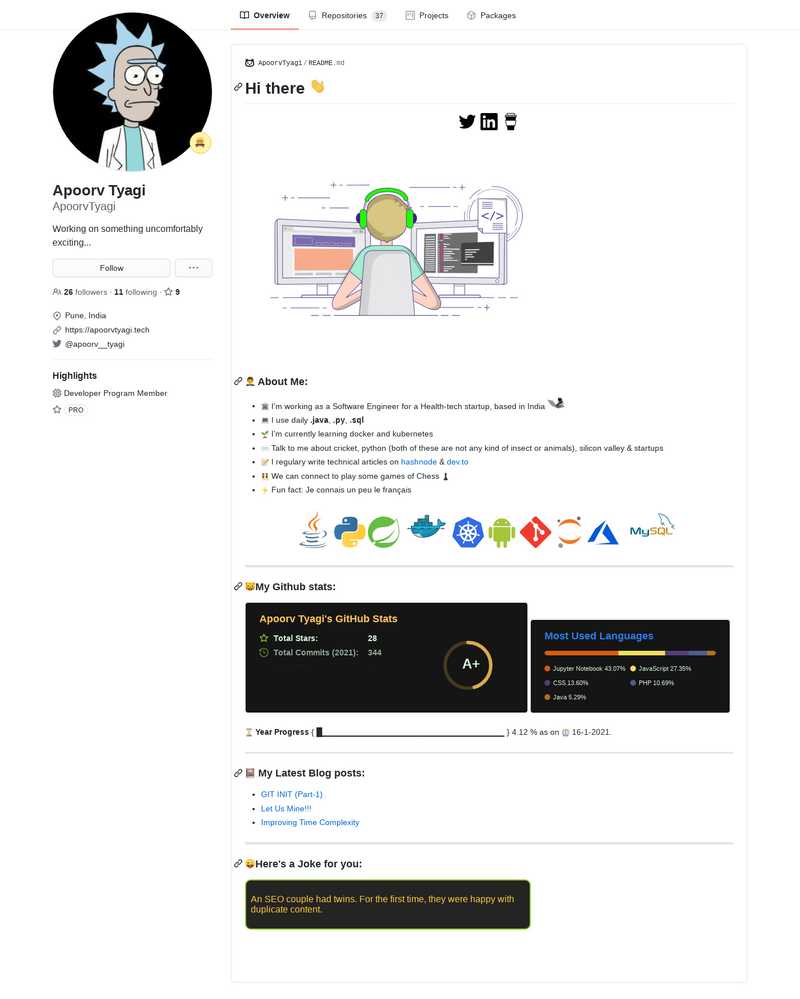 Overview
Repositories 37
Projects
Packages
Apoorv Tyagi
ApoorvTyagi
Working on something uncomfortably
exciting...
Follow
···
26 followers · 11 following · 9
Pune, India
https://apoorvtyagi.tech
@apoorv__tyagi
Highlights
Developer Program Member
PRO
ApoorvTyagi / README.md
Hi there 👋
</>
👨‍💼 About Me:
I'm working as a Software Engineer for a Health-tech startup, based in India
💻 I use daily .java, .py, .sql
🌱 I'm currently learning docker and kubernetes
💬 Talk to me about cricket, python (both of these are not any kind of insect or animals), silicon valley & startups
📝 I regulary write technical articles on hashnode & dev.to
👯 We can connect to play some games of Chess ♟
⚡ Fun fact: Je connais un peu le français
Java
MySQL
😸My Github stats:
Apoorv Tyagi's GitHub Stats
Total Stars: 28
Total Commits (2021): 344
A+
Most Used Languages
Jupyter Notebook 43.07% JavaScript 27.35%
CSS 13.60% PHP 10.69%
Java 5.29%
⏳ Year Progress { █▁▁▁▁▁▁▁▁▁▁▁▁▁▁▁▁▁▁▁▁▁▁▁▁▁▁▁▁▁ } 4.12 % as on ⏰ 16-1-2021.
📔 My Latest Blog posts:
GIT INIT (Part-1)
Let Us Mine!!!
Improving Time Complexity
😜Here's a Joke for you:
An SEO couple had twins. For the first time, they were happy with
duplicate content.